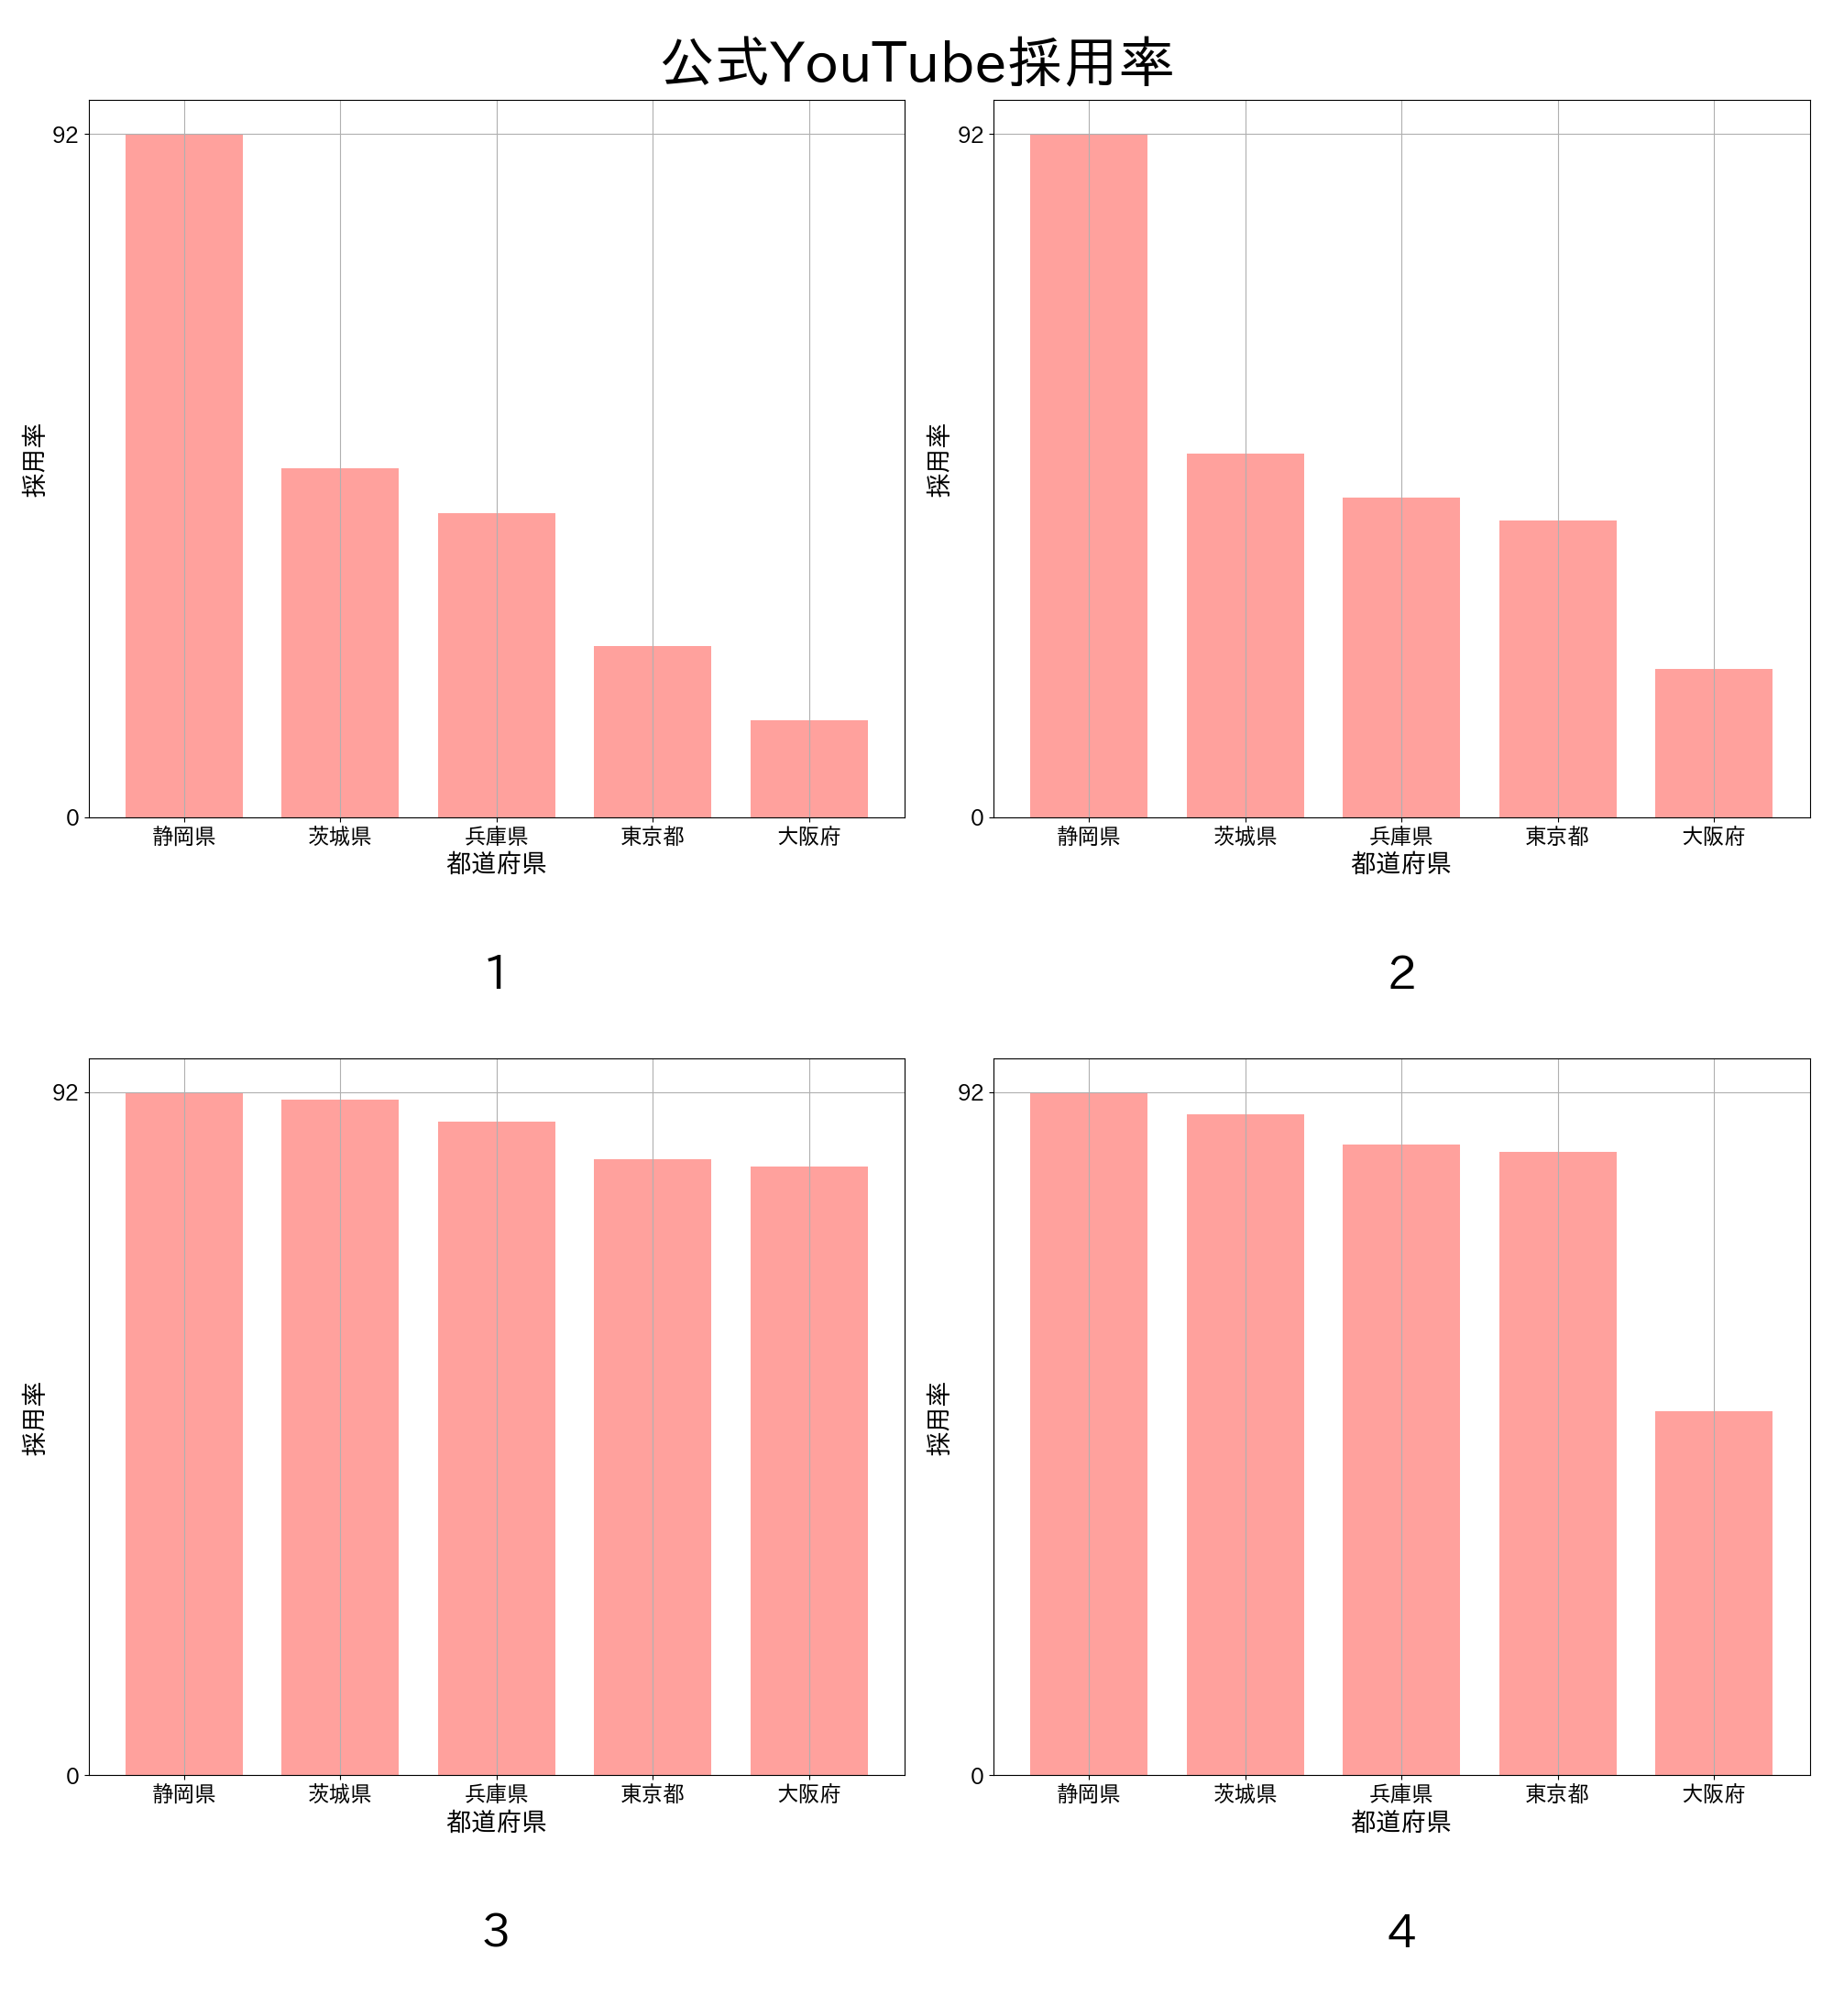 公式YouTube採用率
92
0
採用率
静岡県 茨城県 兵庫県 東京都 大阪府
都道府県
1
92
0
採用率
静岡県 茨城県 兵庫県 東京都 大阪府
都道府県
2
92
0
採用率
静岡県 茨城県 兵庫県 東京都 大阪府
都道府県
3
92
0
採用率
静岡県 茨城県 兵庫県 東京都 大阪府
都道府県
4